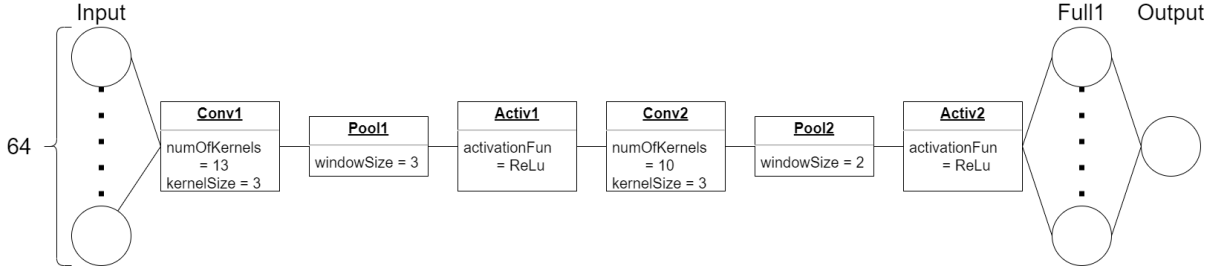 Input
Full1
Output
64
Conv1
numOfKernels
= 13
kernelSize = 3
Pool1
windowSize = 3
Activ1
activationFun
= ReLu
Conv2
numOfKernels
= 10
kernelSize = 3
Pool2
windowSize = 2
Activ2
activationFun
= ReLu